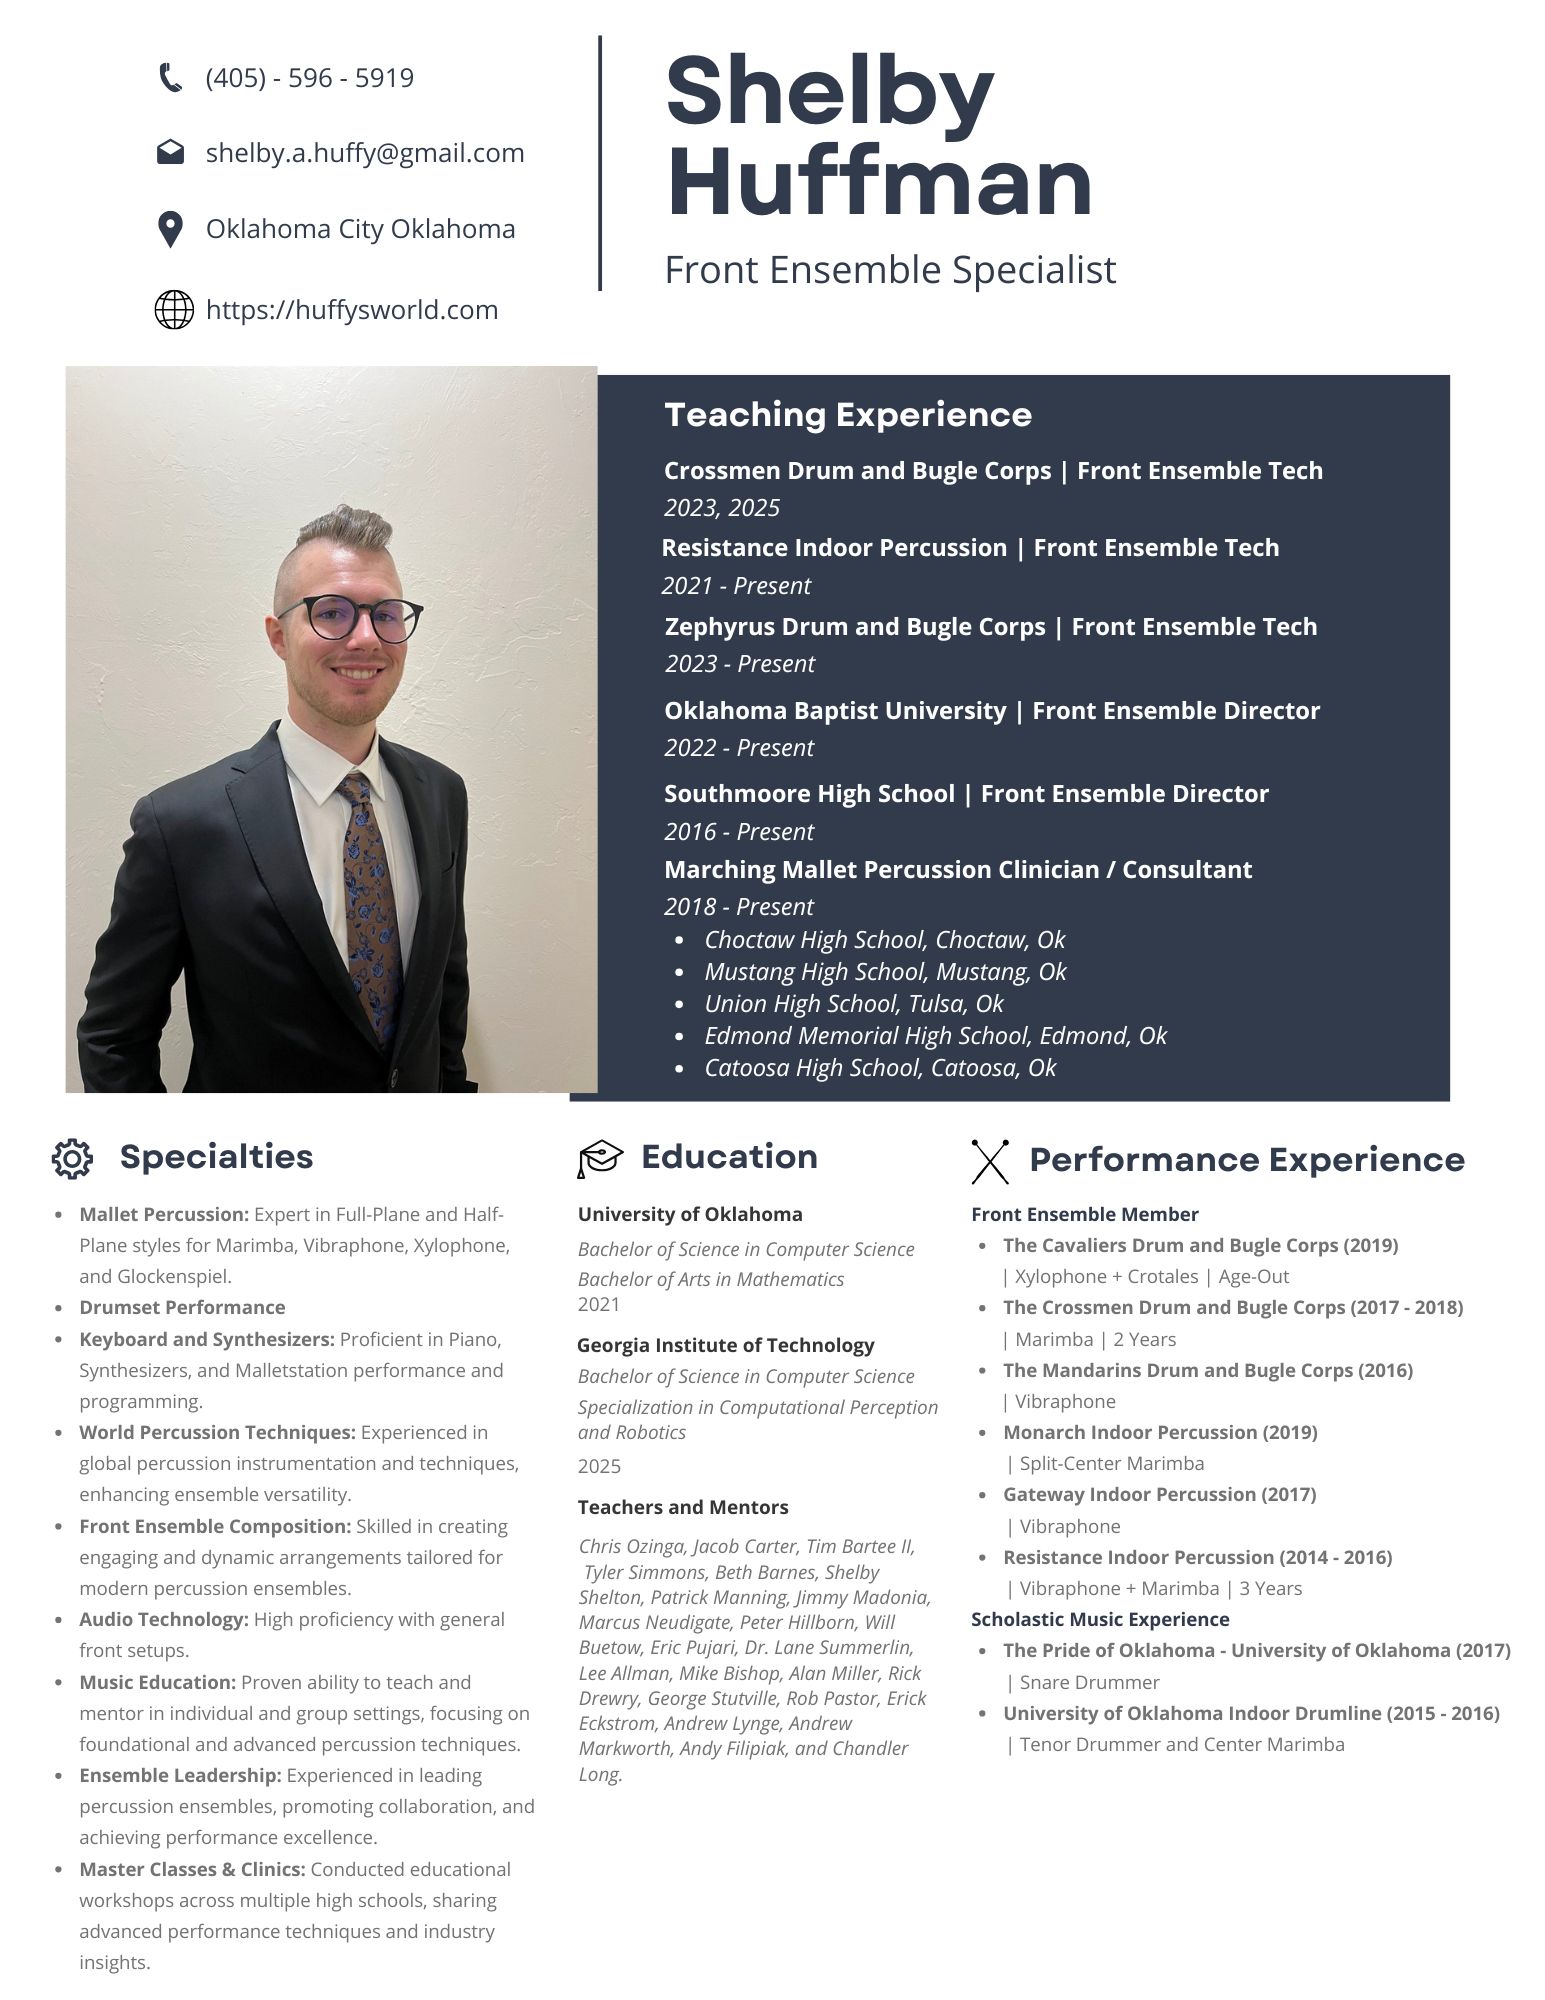 (405) - 596 - 5919
shelby.a.huffy@gmail.com
Oklahoma City Oklahoma
https://huffysworld.com
Shelby
Huffman
Front Ensemble Specialist
Teaching Experience
Crossmen Drum and Bugle Corps | Front Ensemble Tech
2023, 2025
Resistance Indoor Percussion | Front Ensemble Tech
2021 - Present
Zephyrus Drum and Bugle Corps | Front Ensemble Tech
2023 - Present
Oklahoma Baptist University | Front Ensemble Director
2022 - Present
Southmoore High School | Front Ensemble Director
2016 - Present
Marching Mallet Percussion Clinician / Consultant
2018 - Present
• Choctaw High School, Choctaw, Ok
• Mustang High School, Mustang, Ok
• Union High School, Tulsa, Ok
• Edmond Memorial High School, Edmond, Ok
• Catoosa High School, Catoosa, Ok
Specialties
• Mallet Percussion: Expert in Full-Plane and Half-
Plane styles for Marimba, Vibraphone, Xylophone,
and Glockenspiel.
• Drumset Performance
• Keyboard and Synthesizers: Proficient in Piano,
Synthesizers, and Malletstation performance and
programming.
• World Percussion Techniques: Experienced in
global percussion instrumentation and techniques,
enhancing ensemble versatility.
• Front Ensemble Composition: Skilled in creating
engaging and dynamic arrangements tailored for
modern percussion ensembles.
• Audio Technology: High proficiency with general
front setups.
• Music Education: Proven ability to teach and
mentor in individual and group settings, focusing on
foundational and advanced percussion techniques.
• Ensemble Leadership: Experienced in leading
percussion ensembles, promoting collaboration, and
achieving performance excellence.
• Master Classes & Clinics: Conducted educational
workshops across multiple high schools, sharing
advanced performance techniques and industry
insights.
Education
University of Oklahoma
Bachelor of Science in Computer Science
Bachelor of Arts in Mathematics
2021
Georgia Institute of Technology
Bachelor of Science in Computer Science
Specialization in Computational Perception
and Robotics
2025
Teachers and Mentors
Chris Ozinga, Jacob Carter, Tim Bartee II,
Tyler Simmons, Beth Barnes, Shelby
Shelton, Patrick Manning, Jimmy Madonia,
Marcus Neudigate, Peter Hillborn, Will
Buetow, Eric Pujari, Dr. Lane Summerlin,
Lee Allman, Mike Bishop, Alan Miller, Rick
Drewry, George Stutville, Rob Pastor, Erick
Eckstrom, Andrew Lynge, Andrew
Markworth, Andy Filipiak, and Chandler
Long.
Performance Experience
Front Ensemble Member
• The Cavaliers Drum and Bugle Corps (2019)
| Xylophone + Crotales | Age-Out
• The Crossmen Drum and Bugle Corps (2017 - 2018)
| Marimba | 2 Years
• The Mandarins Drum and Bugle Corps (2016)
| Vibraphone
• Monarch Indoor Percussion (2019)
| Split-Center Marimba
• Gateway Indoor Percussion (2017)
| Vibraphone
• Resistance Indoor Percussion (2014 - 2016)
| Vibraphone + Marimba | 3 Years
Scholastic Music Experience
• The Pride of Oklahoma - University of Oklahoma (2017)
| Snare Drummer
• University of Oklahoma Indoor Drumline (2015 - 2016)
| Tenor Drummer and Center Marimba